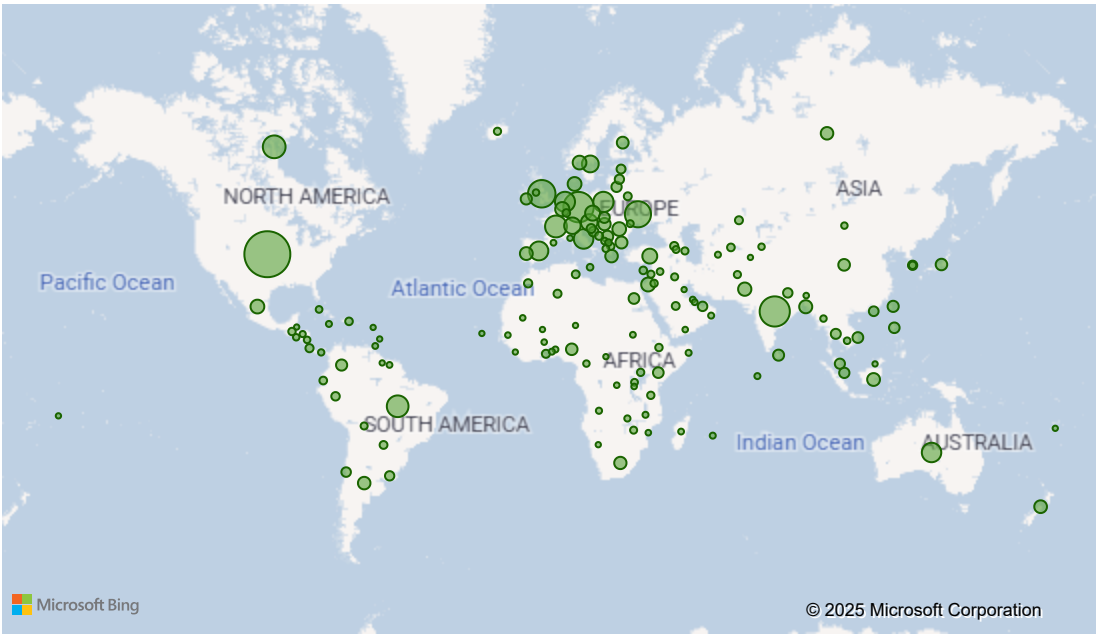 ASIA
NORTH AMERICA
EUROPE
Pacific Ocean
Atlantic Ocean
AFRICA
SOUTH AMERICA
Indian Ocean
AUSTRALIA
Microsoft Bing
© 2025 Microsoft Corporation